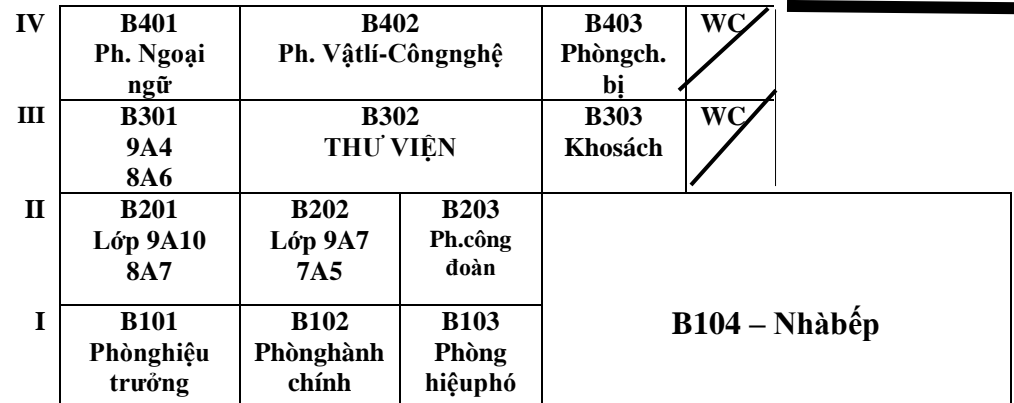 IV
B401
Ph. Ngoại
ngữ
B402
Ph. Vậtlí-Côngnghệ
B403
Phòngch.
bị
WC
III
B301
9A4
8A6
B302
THƯ VIỆN
B303
Khosách
WC
II
B201
Lớp 9A10
8A7
B202
Lớp 9A7
7A5
B203
Ph.công
đoàn
I
B101
Phònghiệu
trưởng
B102
Phònghành
chính
B103
Phòng
hiệuphó
B104 – Nhàbếp